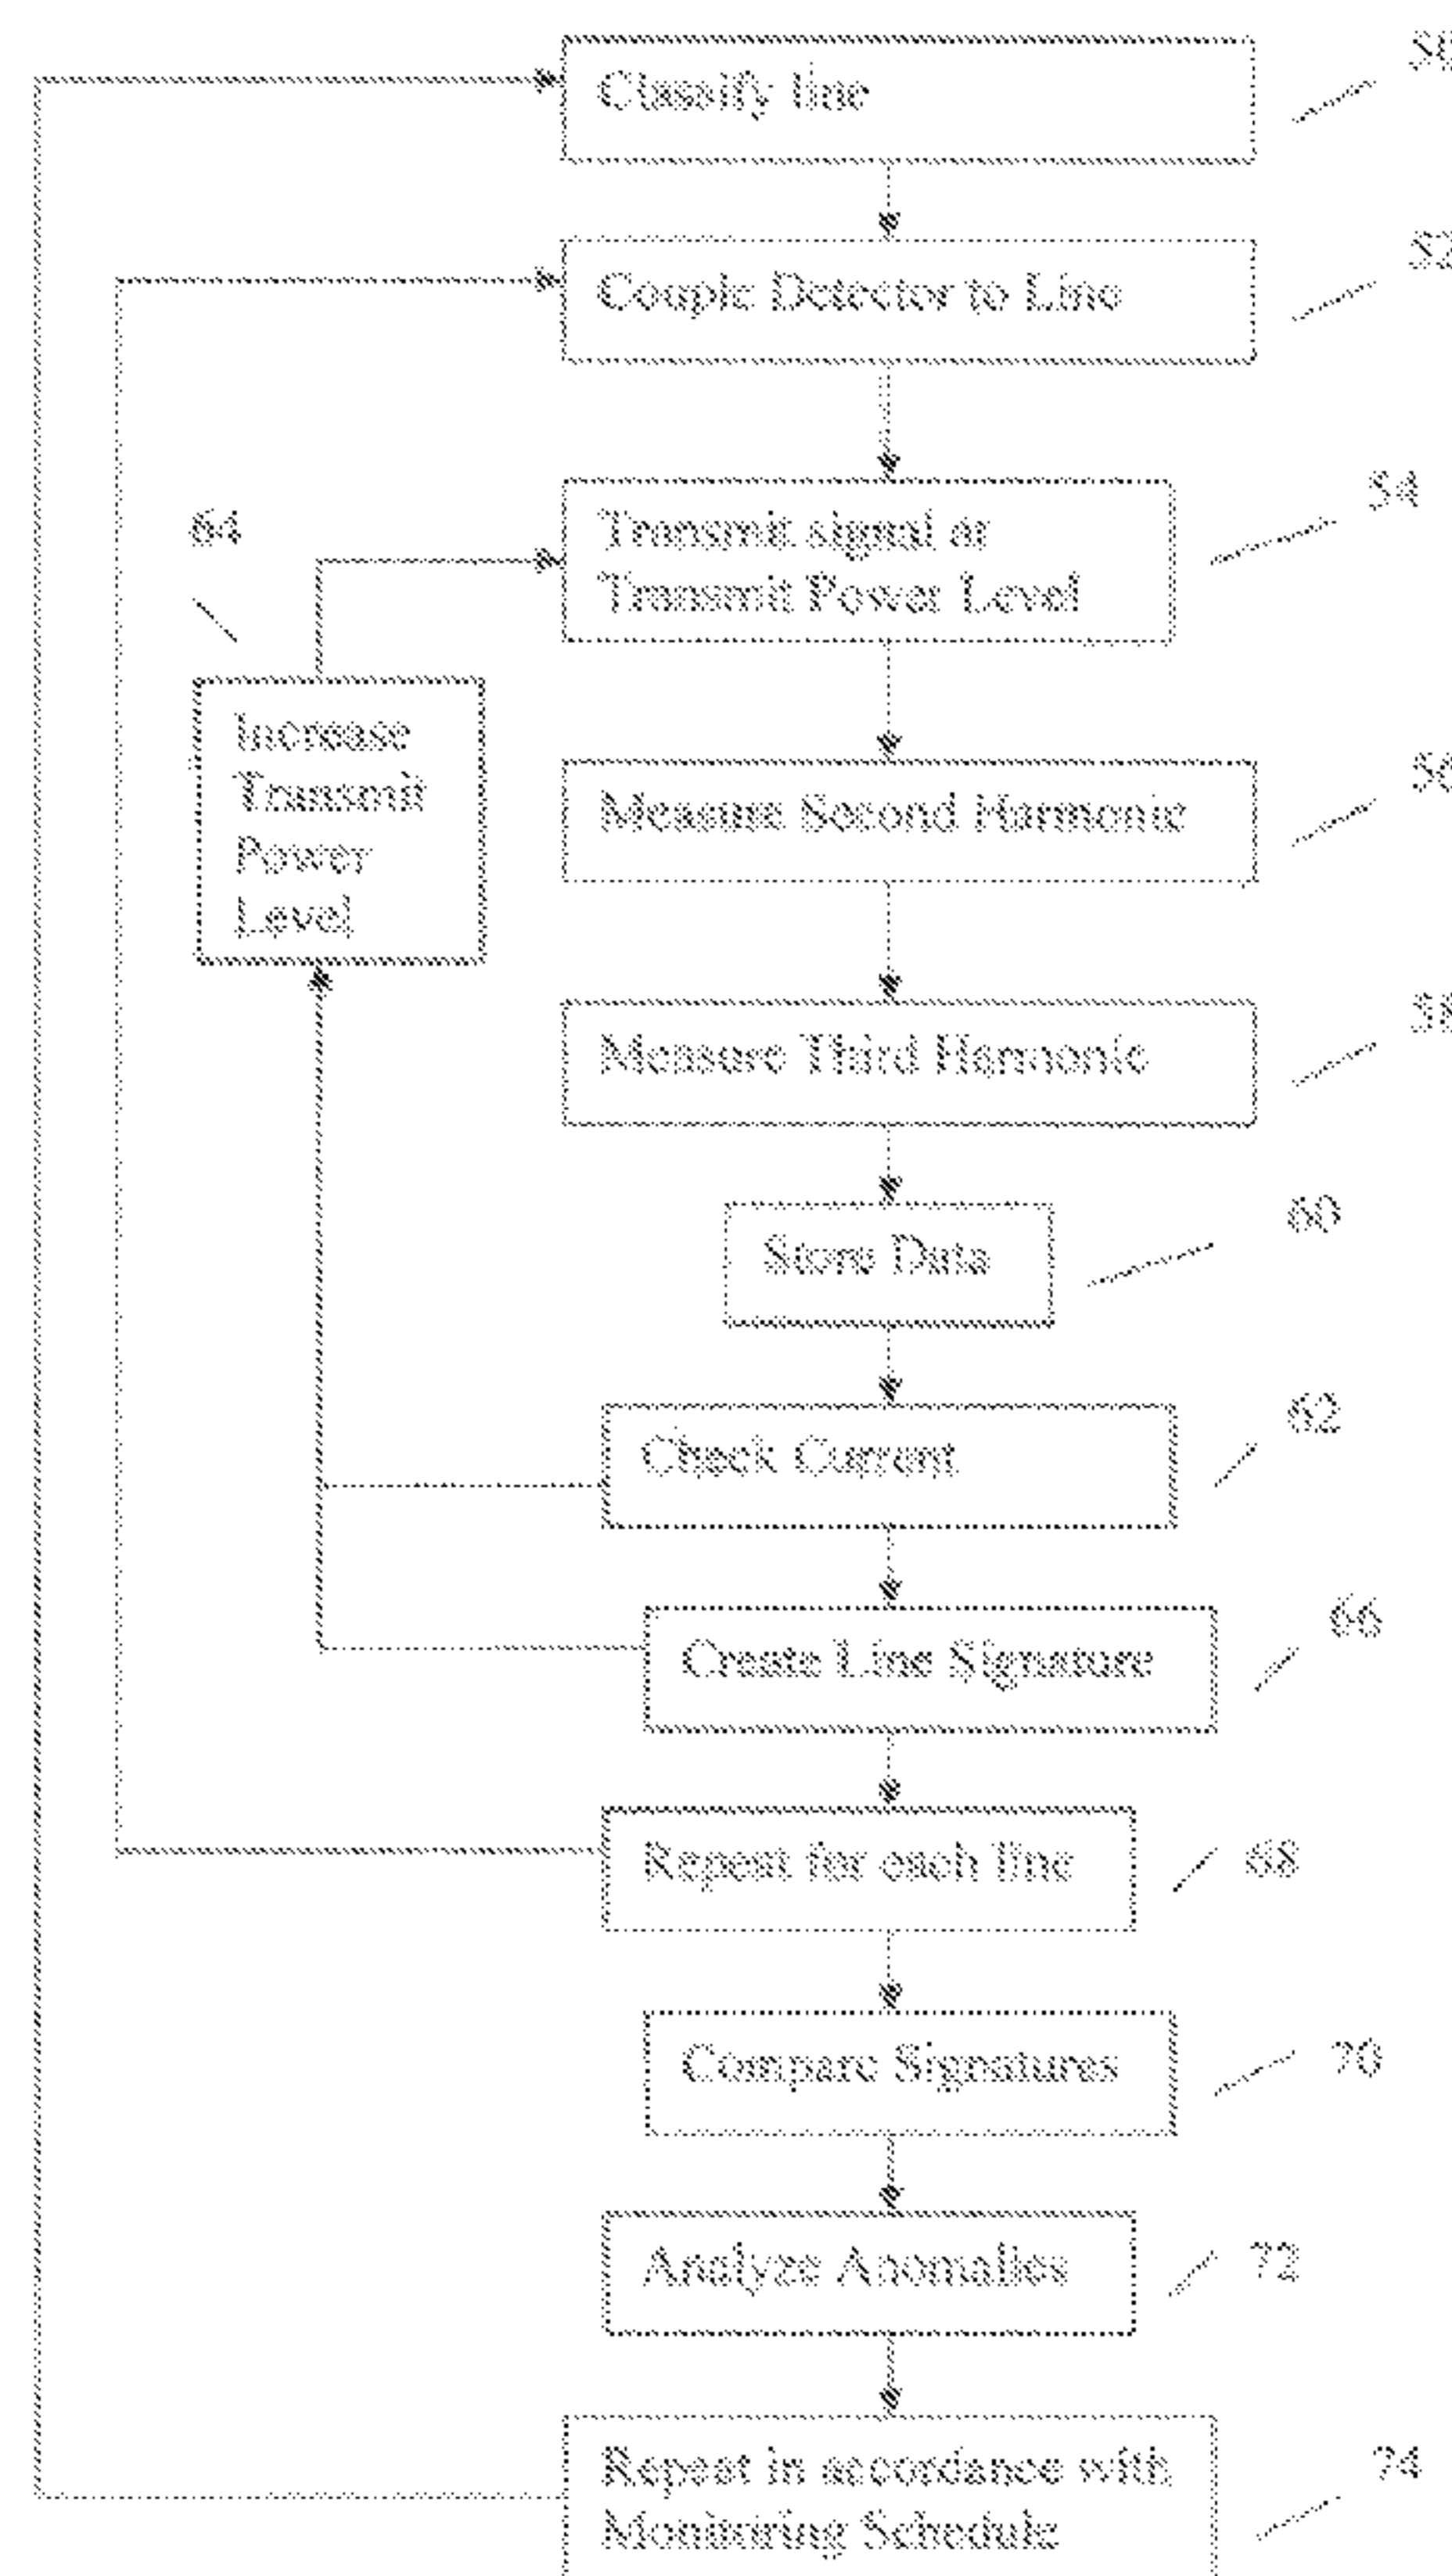 Classify line
Couple Detector to Line
54
64
Transmit signal at
Transmit Power Level
Increase
Transmit
Power
Level
Measure Second Harmonic
Measure Third Harmonic
60
Store Data
62
Check Current
66
Create Line Signature
Repeat for each line
68
Compare Signatures
70
Analyze Anomalies
72
Repeat in accordance with
Monitoring Schedule
74